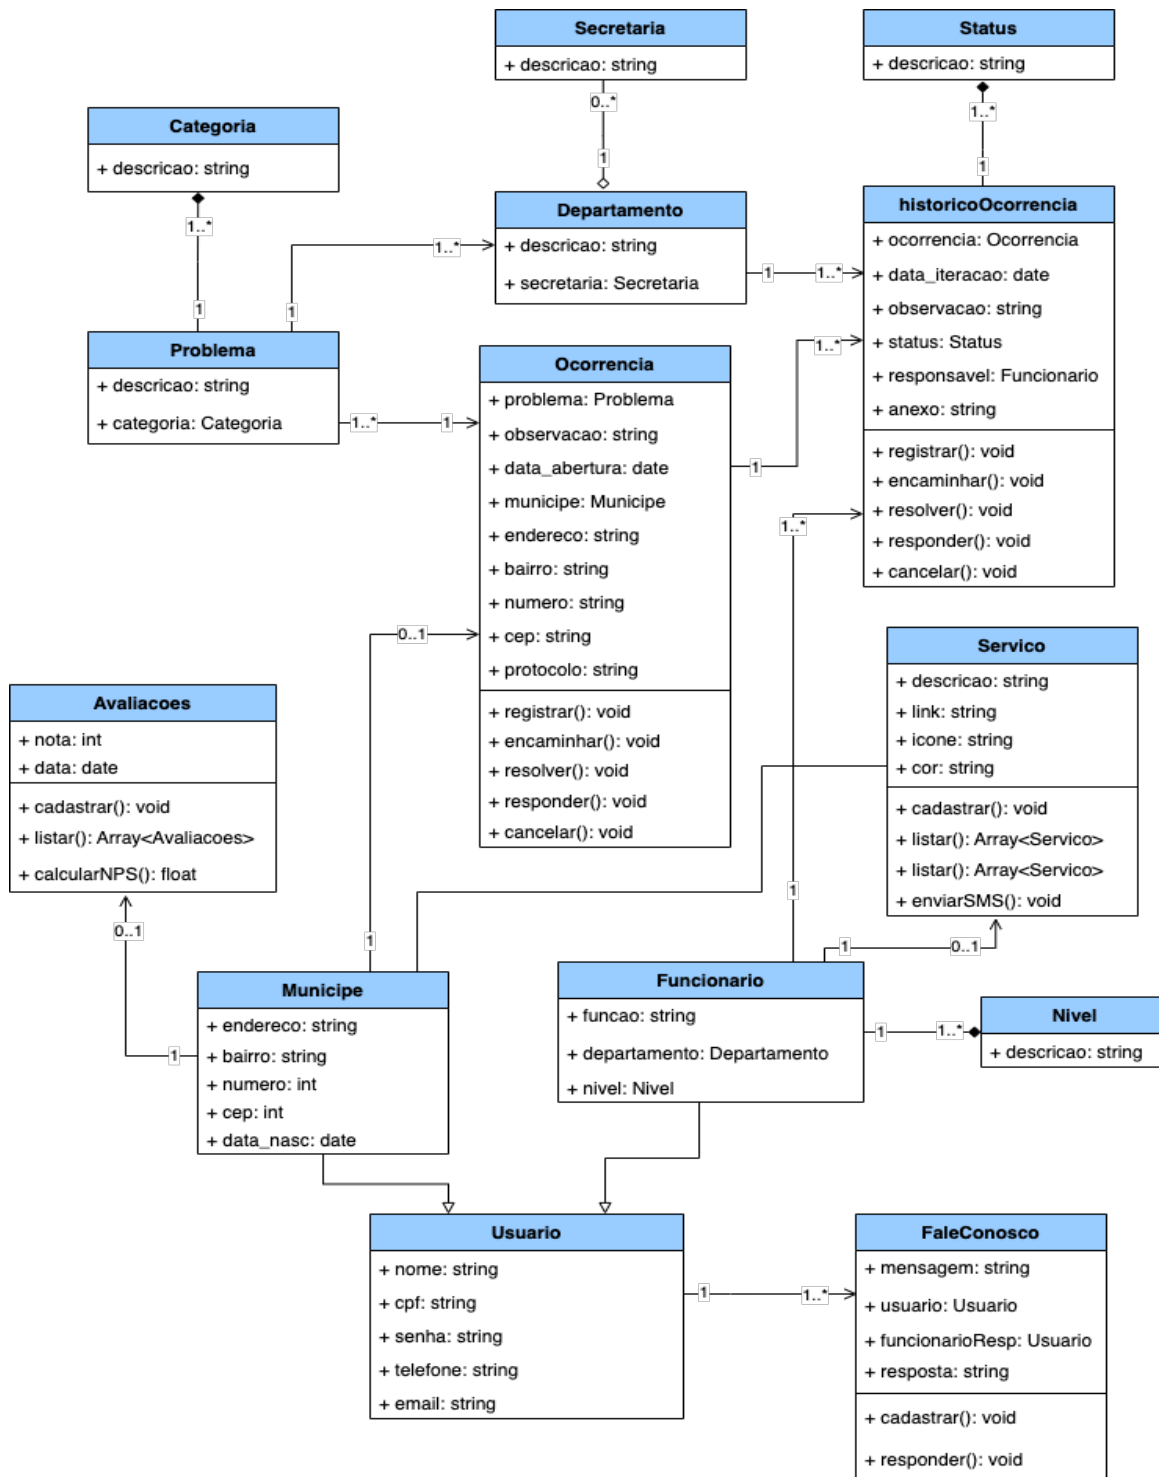 Secretaria
+ descricao: string
Status
+ descricao: string
0..*
1
1..*
1
Categoria
+ descricao: string
1..*
1
Departamento
+ descricao: string
+ secretaria: Secretaria
1..*
1
1
1..*
historicoOcorrencia
+ ocorrencia: Ocorrencia
+ data_iteracao: date
+ observacao: string
+ status: Status
+ responsavel: Funcionario
+ anexo: string
+ registrar(): void
+ encaminhar(): void
+ resolver(): void
+ responder(): void
+ cancelar(): void
Problema
+ descricao: string
+ categoria: Categoria
1..*
1
Ocorrencia
+ problema: Problema
+ observacao: string
+ data_abertura: date
+ municipe: Municipe
+ endereco: string
+ bairro: string
+ numero: string
+ cep: string
+ protocolo: string
+ registrar(): void
+ encaminhar(): void
+ resolver(): void
+ responder(): void
+ cancelar(): void
1..*
1
1..*
1
0..1
1
Servico
+ descricao: string
+ link: string
+ icone: string
+ cor: string
+ cadastrar(): void
+ listar(): Array<Servico>
+ listar(): Array<Servico>
+ enviarSMS(): void
Avaliacoes
+ nota: int
+ data: date
+ cadastrar(): void
+ listar(): Array<Avaliacoes>
+ calcularNPS(): float
0..1
1
1
0..1
Municipe
+ endereco: string
+ bairro: string
+ numero: int
+ cep: int
+ data_nasc: date
Funcionario
+ funcao: string
+ departamento: Departamento
+ nivel: Nivel
1
1..*
Nivel
+ descricao: string
Usuario
+ nome: string
+ cpf: string
+ senha: string
+ telefone: string
+ email: string
1
1..*
FaleConosco
+ mensagem: string
+ usuario: Usuario
+ funcionarioResp: Usuario
+ resposta: string
+ cadastrar(): void
+ responder(): void